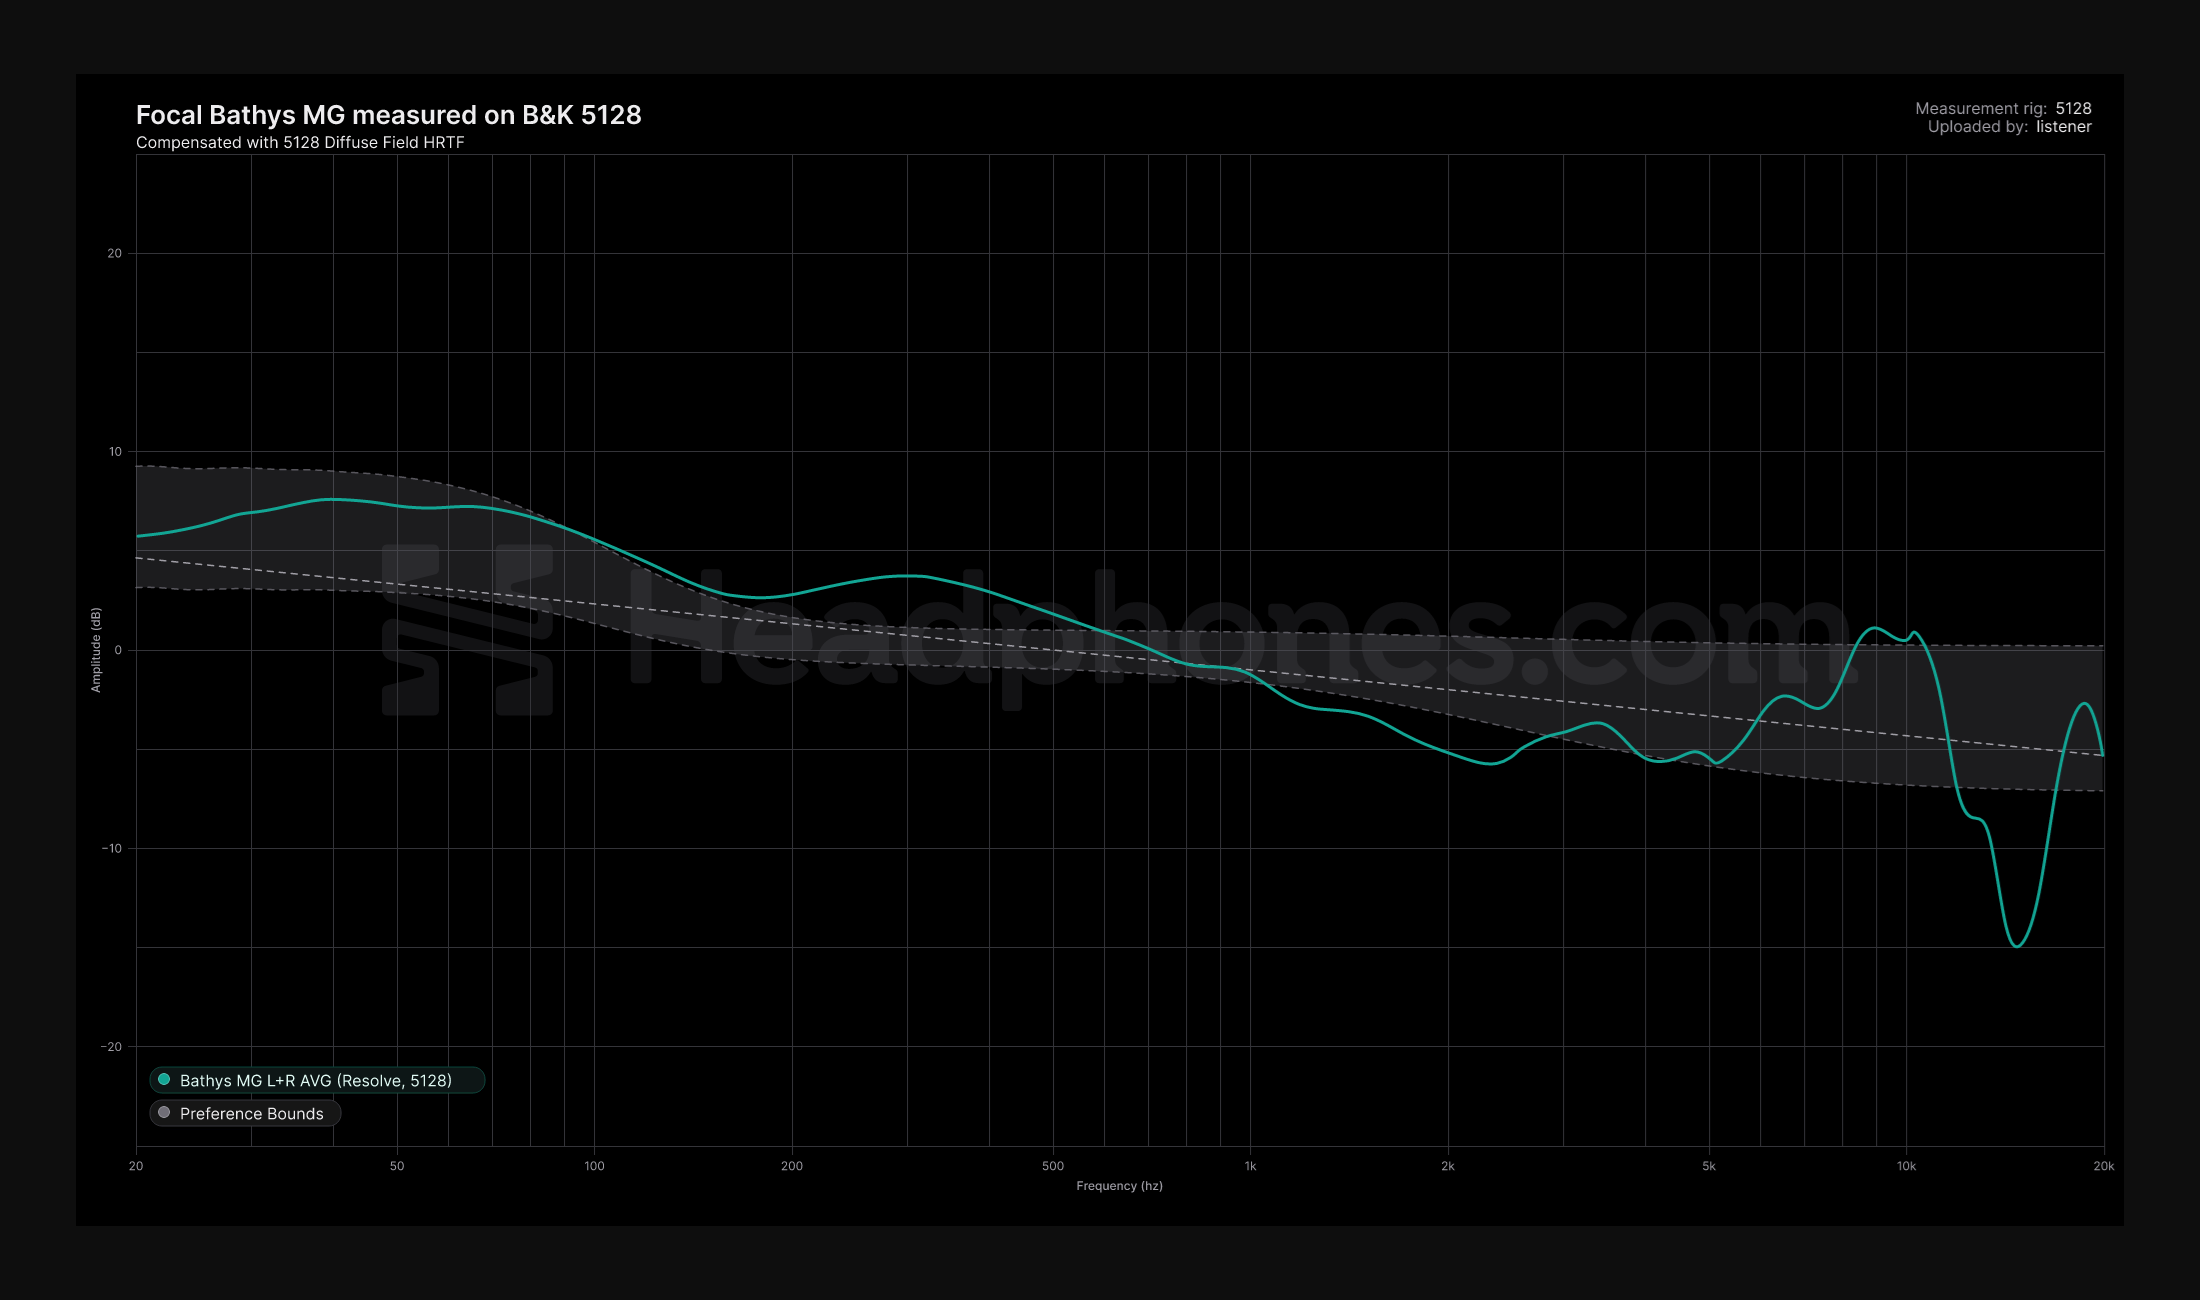 Focal Bathys MG measured on B&K 5128
Compensated with 5128 Diffuse Field HRTF
Measurement rig: 5128
Uploaded by: listener
20
10
0
−10
−20
Amplitude (dB)
Headphones.com
Bathys MG L+R AVG (Resolve, 5128)
Preference Bounds
20 50 100 200 500 1k 2k 5k 10k 20k
Frequency (hz)